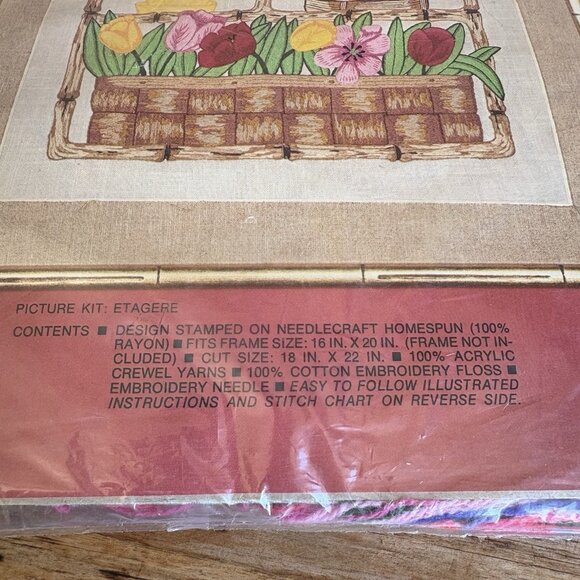 PICTURE KIT: ETAGERE
CONTENTS ■ DESIGN STAMPED ON NEEDLECRAFT HOMESPUN (100%
RAYON) ■ FITS FRAME SIZE: 16 IN. X 20 IN. (FRAME NOT IN-
CLUDED) ■ CUT SIZE: 18 IN. X 22 IN. ■ 100% ACRYLIC
CREWEL YARNS ■ 100% COTTON EMBROIDERY FLOSS ■
EMBROIDERY NEEDLE ■ EASY TO FOLLOW ILLUSTRATED
INSTRUCTIONS AND STITCH CHART ON REVERSE SIDE.